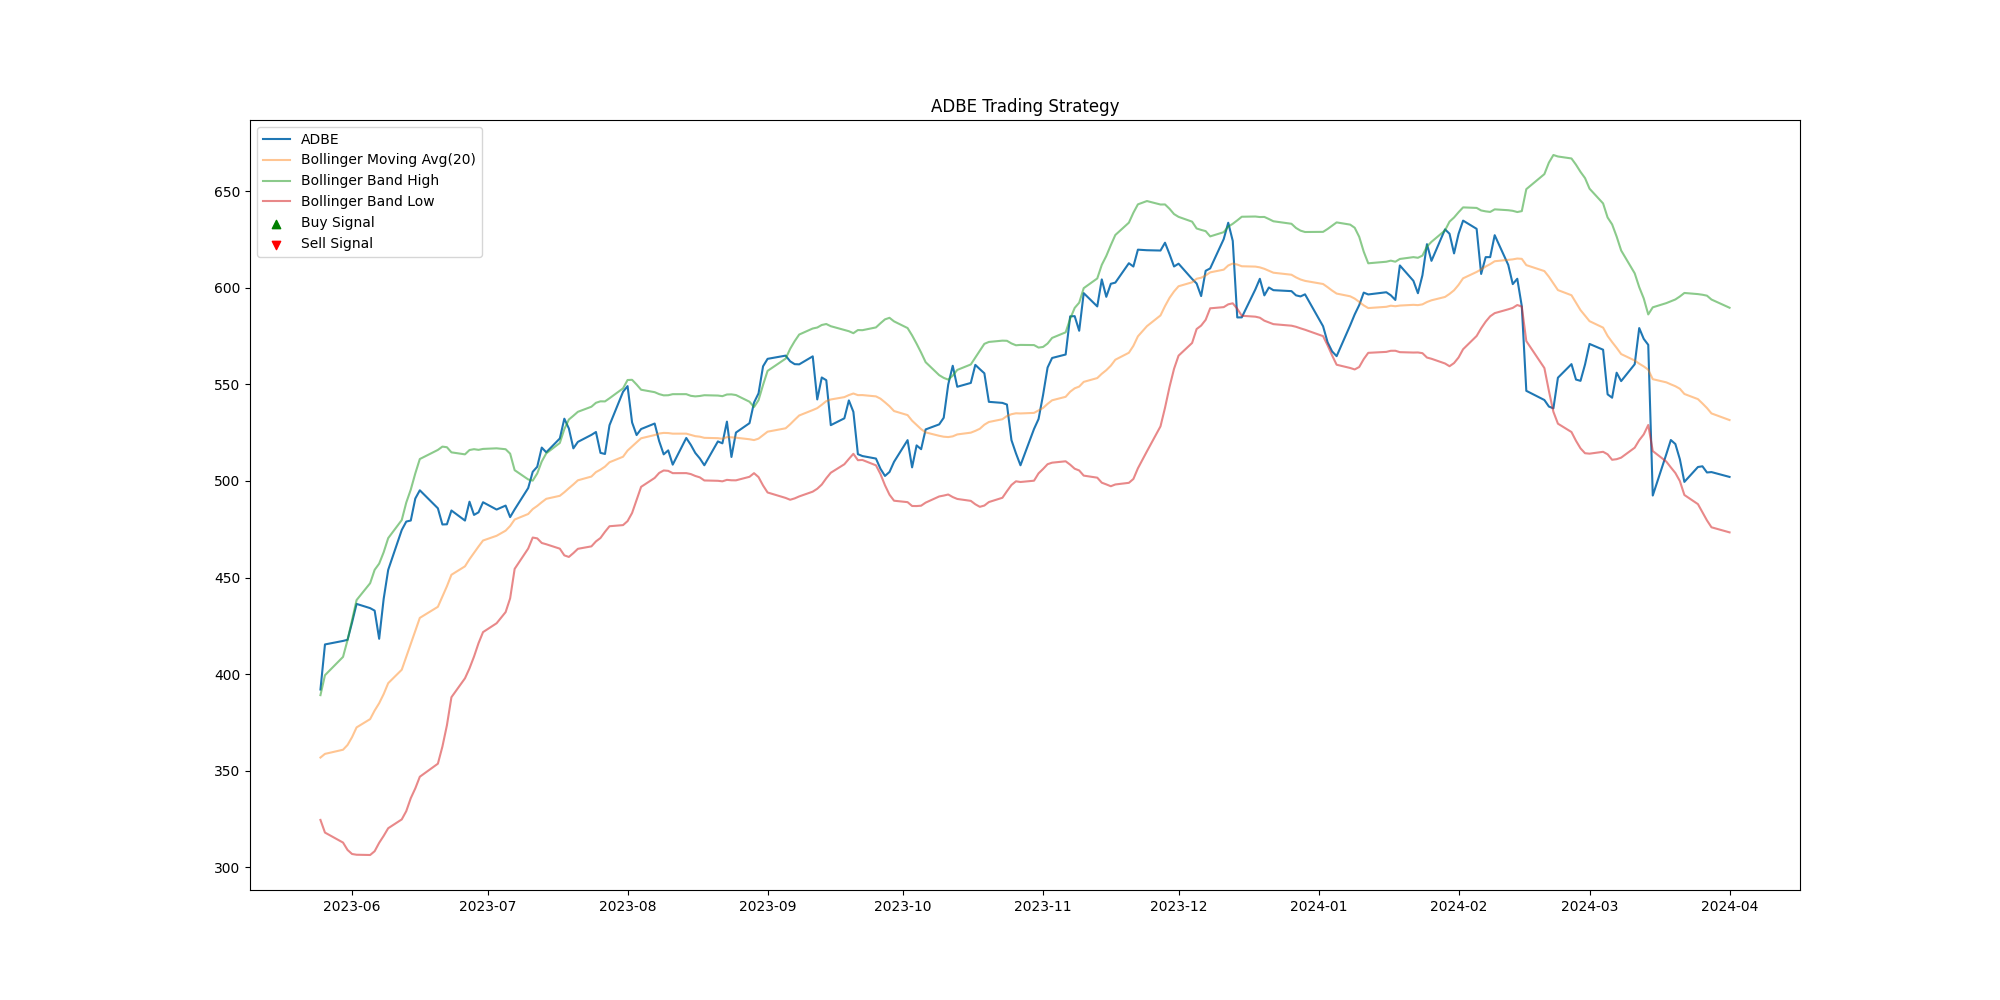 ADBE Trading Strategy
ADBE
Bollinger Moving Avg(20)
Bollinger Band High
Bollinger Band Low
Buy Signal
Sell Signal
650
600
550
500
450
400
350
300
2023-06 2023-07 2023-08 2023-09 2023-10 2023-11 2023-12 2024-01 2024-02 2024-03 2024-04